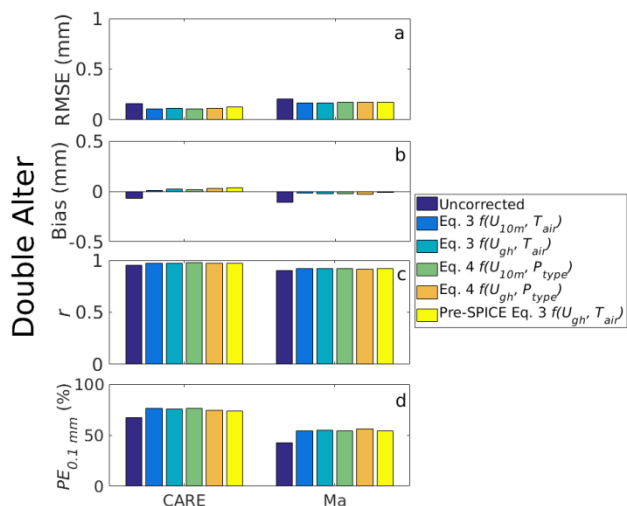 Double Alter
RMSE (mm)
1
0.5
0
a
Bias (mm)
0.5
0
-0.5
b
r
1
0.5
0
c
PE0.1 mm (%)
100
50
0
d
CARE Ma
Uncorrected
Eq. 3 f(U10m, Tair)
Eq. 3 f(Ugh, Tair)
Eq. 4 f(U10m, Ptype)
Eq. 4 f(Ugh, Ptype)
Pre-SPICE Eq. 3 f(Ugh, Tair)